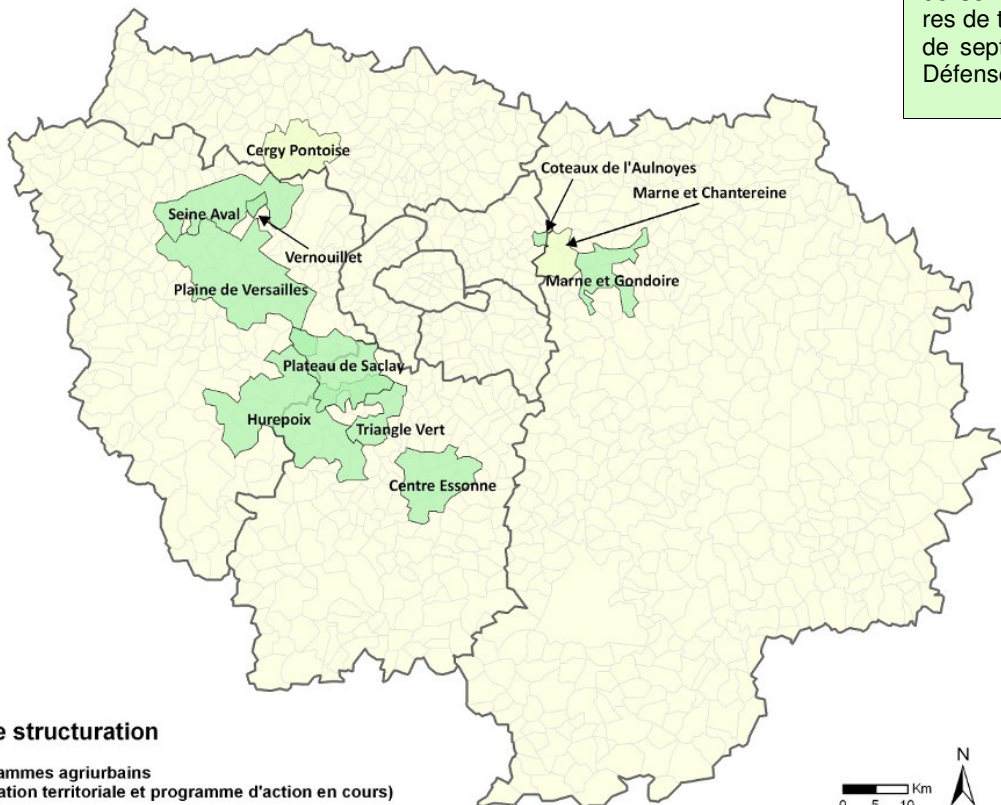 res de t
de sept
Défense
Cergy Pontoise
Coteaux de l'Aulnoyes
Marne et Chantereine
Seine Aval
Vernouillet
Marne et Gondoire
Plaine de Versailles
Plateau de Saclay
Hurepoix
Triangle Vert
Centre Essonne
e structuration
ammes agriurbains
ation territoriale et programme d'action en cours)
N
Km
0 5 10